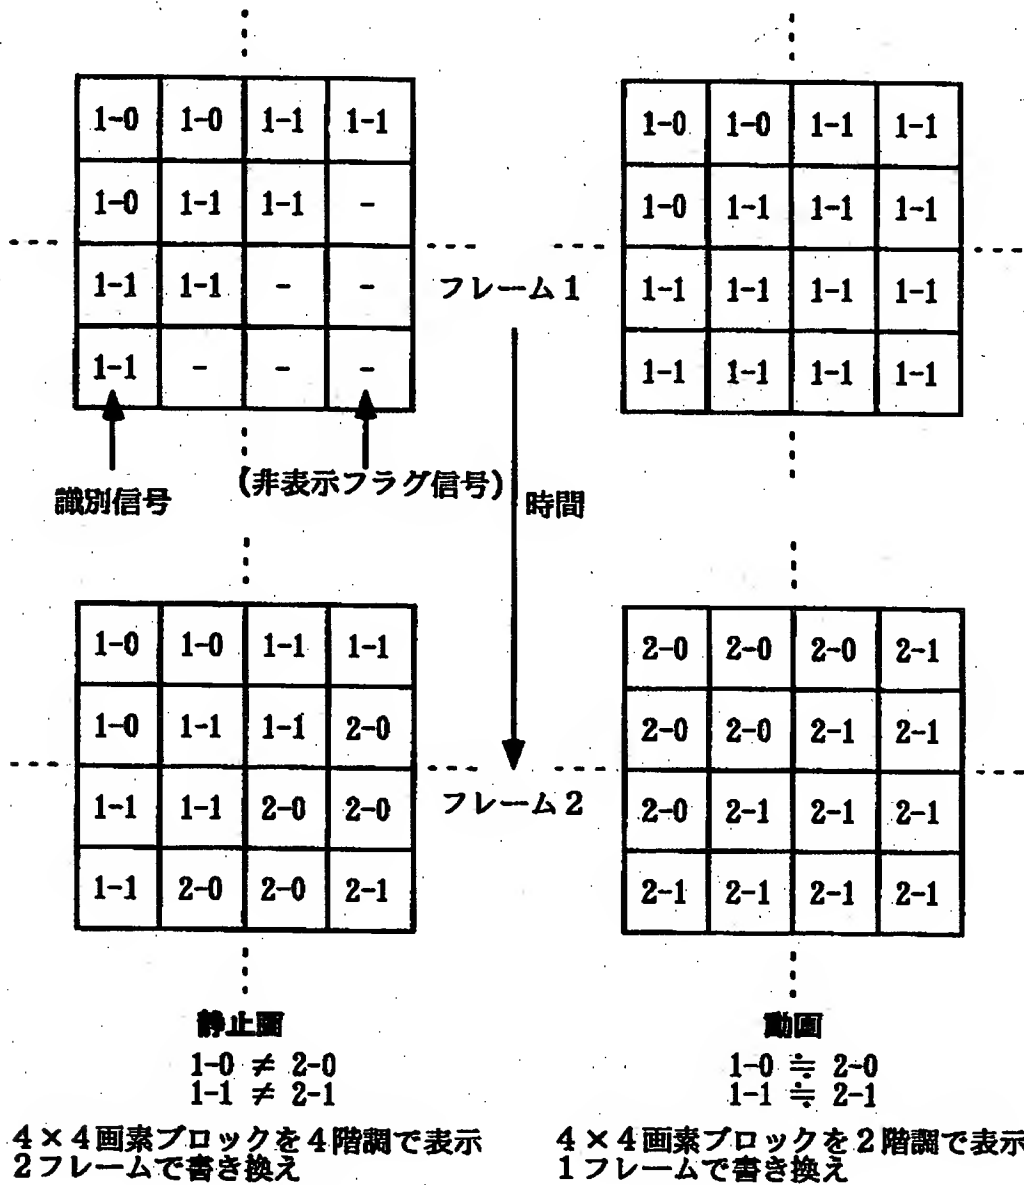 1-0 1-0 1-1 1-1
1-0 1-1 1-1 -
1-1 1-1 - -
1-1 - - -
識別信号
(非表示フラグ信号)
フレーム1
時間
1-0 1-0 1-1 1-1
1-0 1-1 1-1 1-1
1-1 1-1 1-1 1-1
1-1 1-1 1-1 1-1
1-0 1-0 1-1 1-1
1-0 1-1 1-1 2-0
1-1 1-1 2-0 2-0
1-1 2-0 2-0 2-1
フレーム2
2-0 2-0 2-0 2-1
2-0 2-0 2-1 2-1
2-0 2-1 2-1 2-1
2-1 2-1 2-1 2-1
静止画
1-0 ≠ 2-0
1-1 ≠ 2-1
4×4画素ブロックを4階調で表示
2フレームで書き換え
動画
1-0 ≒ 2-0
1-1 ≒ 2-1
4×4画素ブロックを2階調で表示
1フレームで書き換え